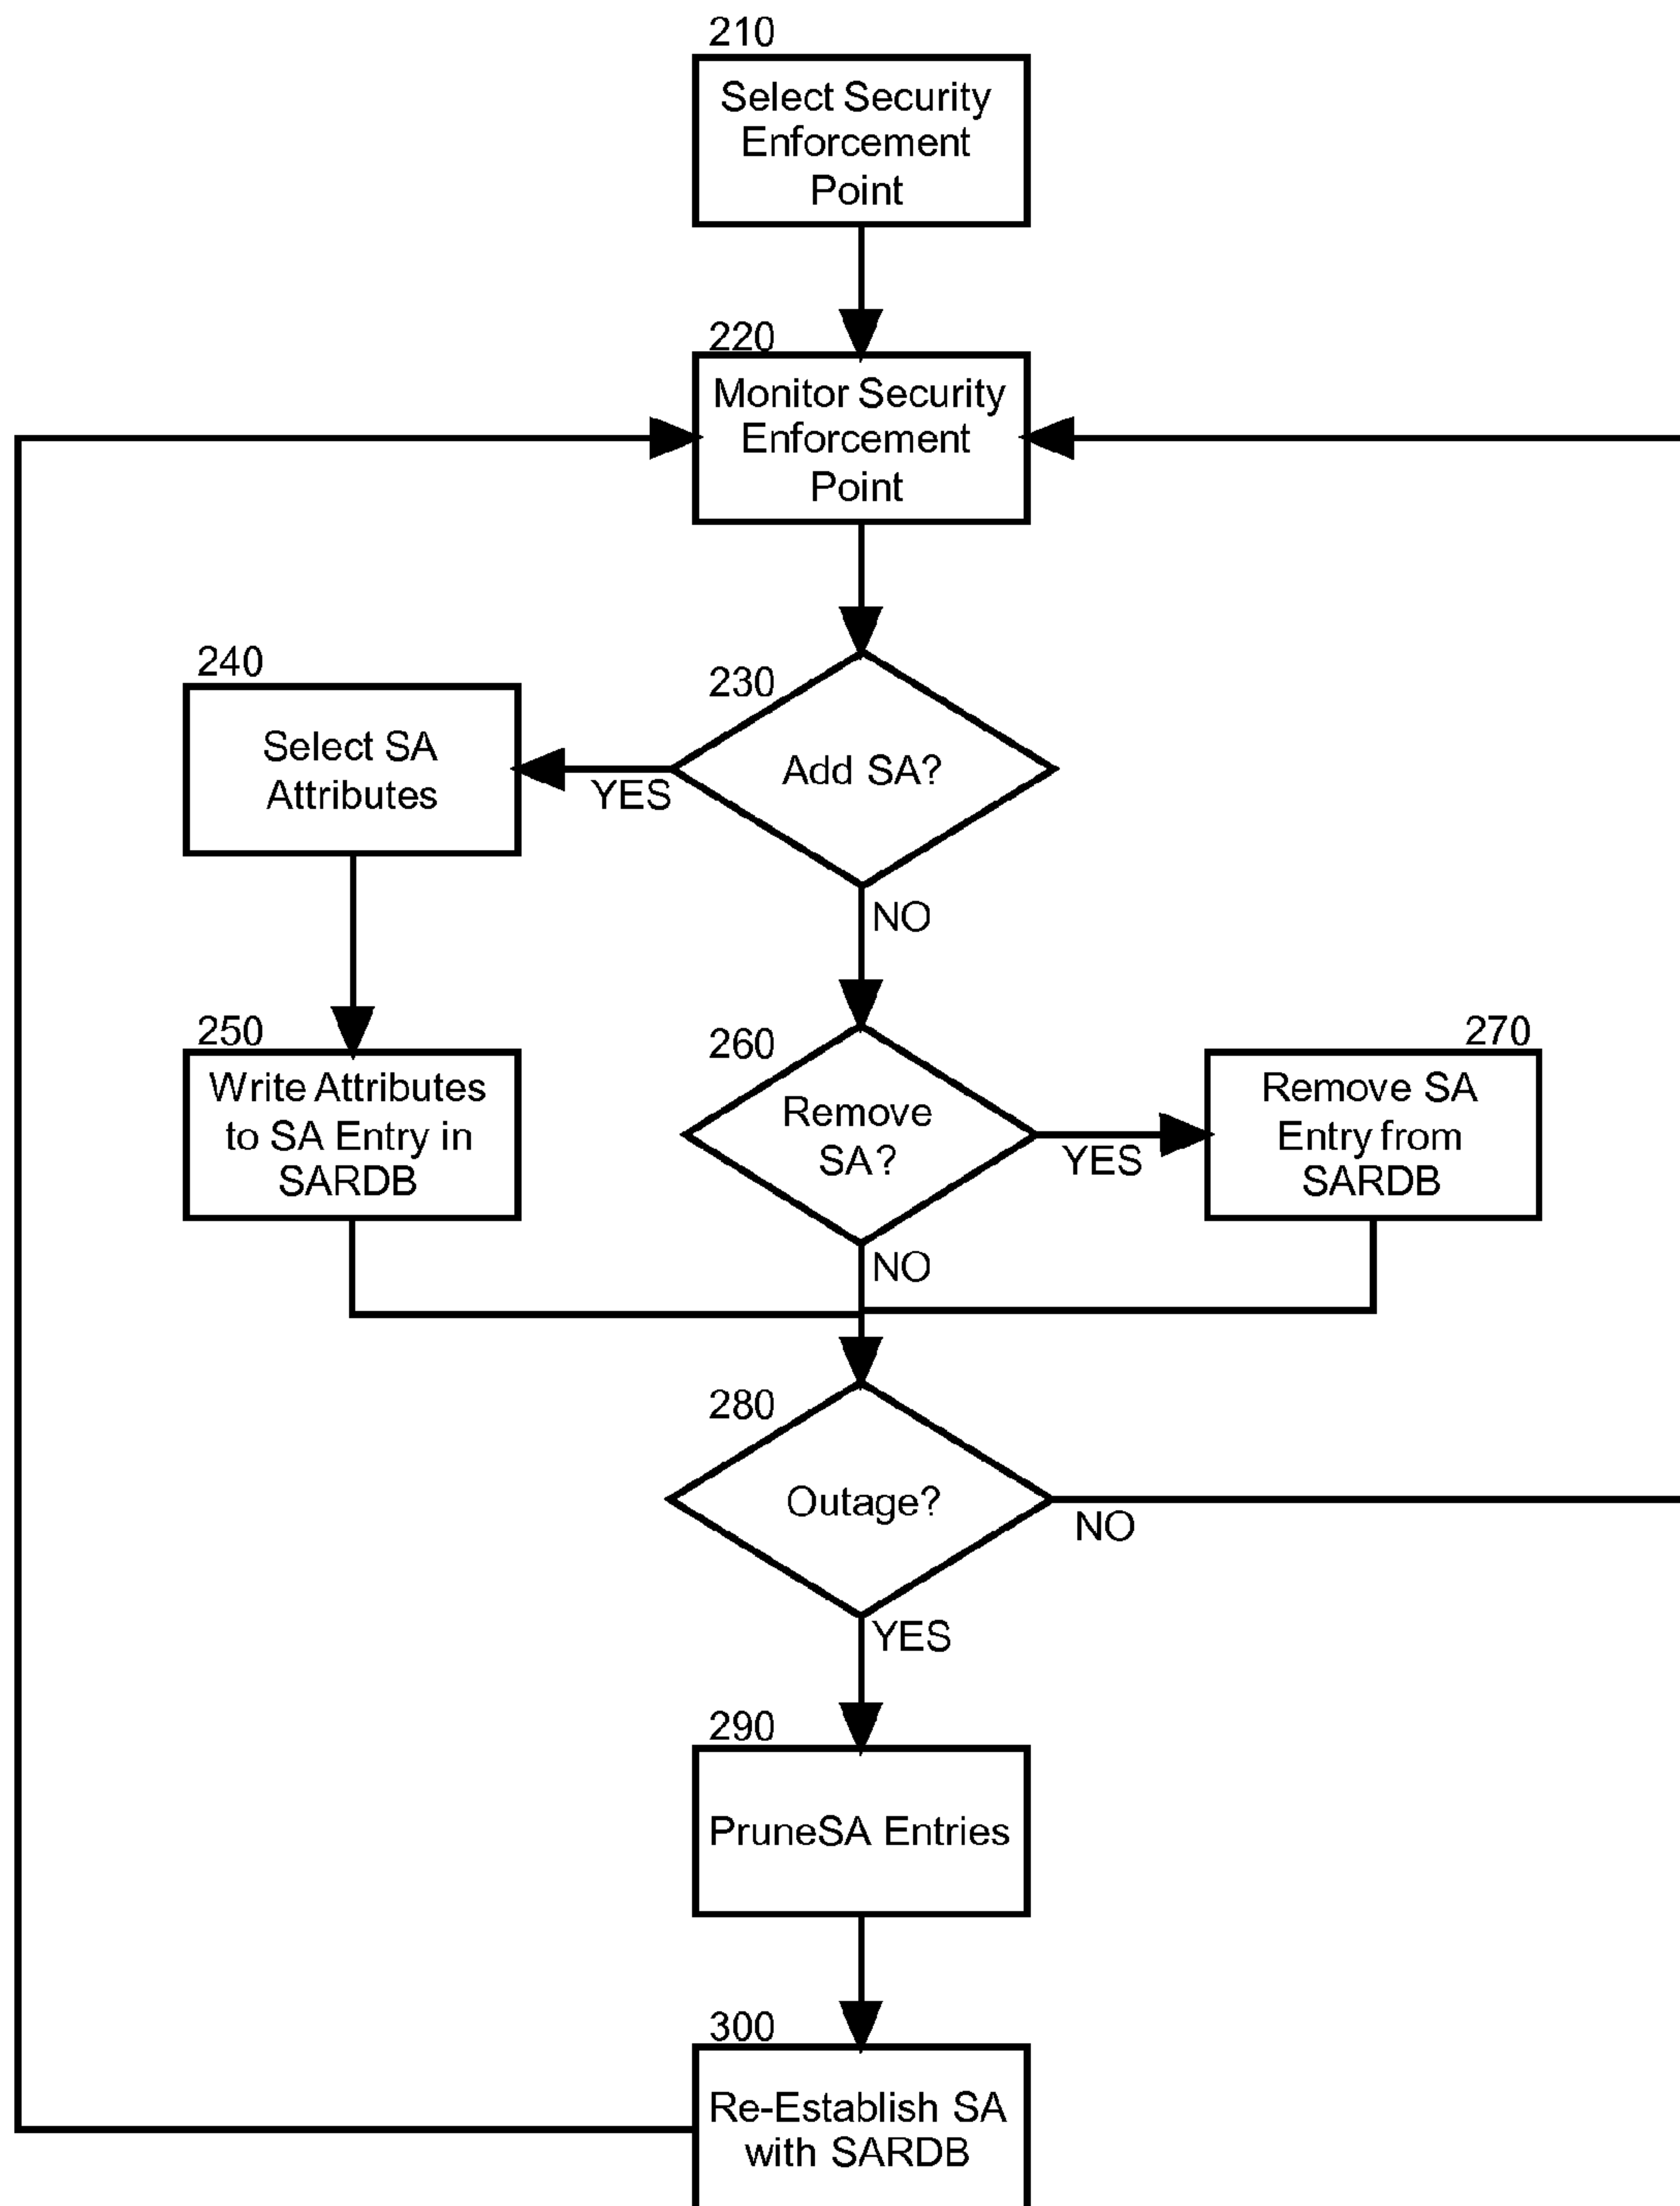 210
Select Security
Enforcement
Point
220
Monitor Security
Enforcement
Point
230
Add SA?
YES
NO
240
Select SA
Attributes
250
Write Attributes
to SA Entry in
SARDB
260
Remove
SA?
YES
NO
270
Remove SA
Entry from
SARDB
280
Outage?
NO
YES
290
PruneSA Entries
300
Re-Establish SA
with SARDB